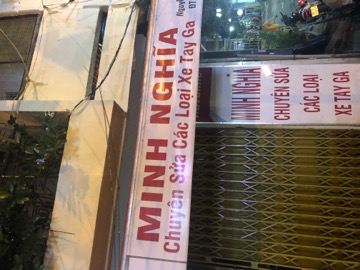 MINH NGHĨA
Chuyên Sửa Các Loại Xe Tay Ga
MINH NGHĨA
CHUYÊN SỬA
CÁC LOẠI
XE TAY GA